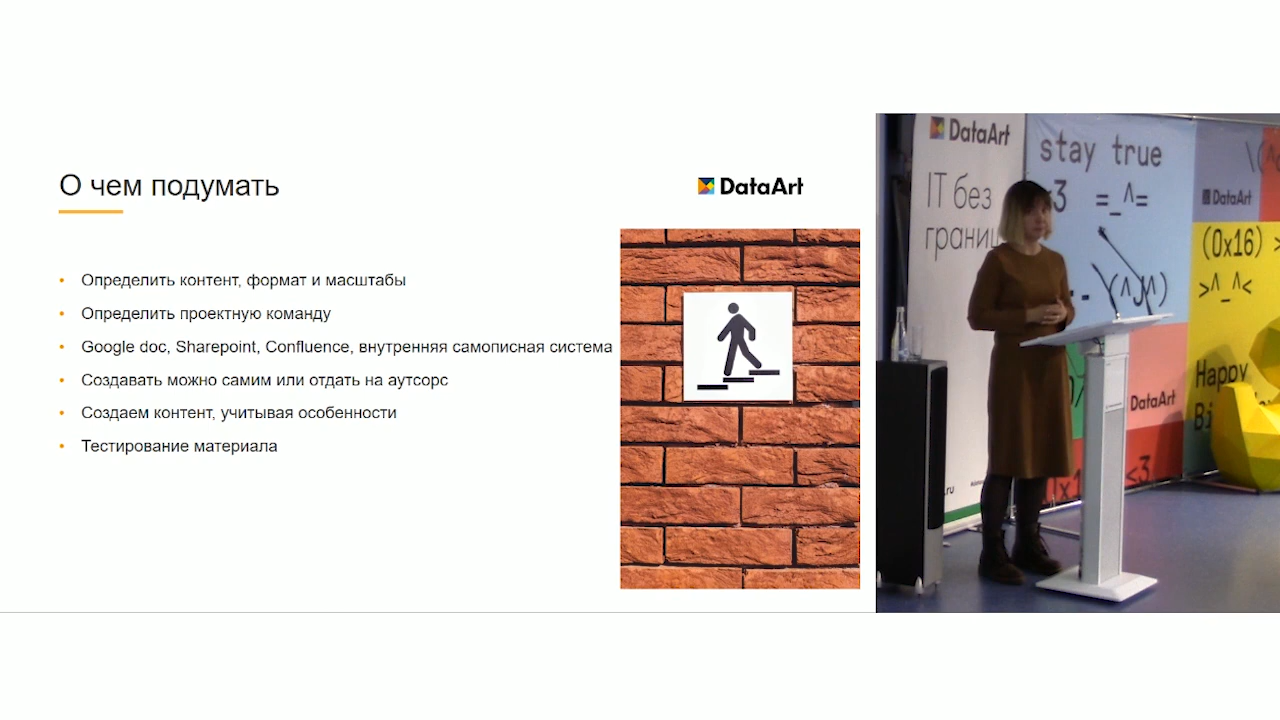 О чем подумать
DataArt
Определить контент, формат и масштабы
Определить проектную команду
Google doc, Sharepoint, Confluence, внутренняя самописная система
Создавать можно самим или отдать на аутсорс
Создаем контент, учитывая особенности
Тестирование материала
DataArt
IT без
stay true
=_^=
DataArt
(0x16) >
>^_^<
Happy
DataArt
<3